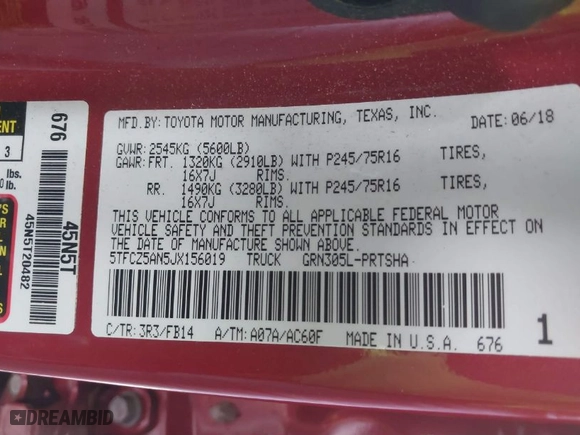 MFD.BY: TOYOTA MOTOR MANUFACTURING, TEXAS, INC.
DATE: 06/18
GVWR: 2545KG (5600LB)
GAWR: FRT. 1320KG (2910LB) WITH P245/75R16 TIRES,
16X7J RIMS.
RR. 1490KG (3280LB) WITH P245/75R16 TIRES,
16X7J RIMS.
THIS VEHICLE CONFORMS TO ALL APPLICABLE FEDERAL MOTOR
VEHICLE SAFETY AND THEFT PREVENTION STANDARDS IN EFFECT ON
THE DATE OF MANUFACTURE SHOWN ABOVE.
5TFCZ5AN5JX156019 TRUCK GRN305L-PRTSHA
C/TR: 3R3/FB14 A/TM: A07A/AC60F MADE IN U.S.A. 676
1
676
45N5T
45N5T20482
3
lbs.
lb.
DREAMBID